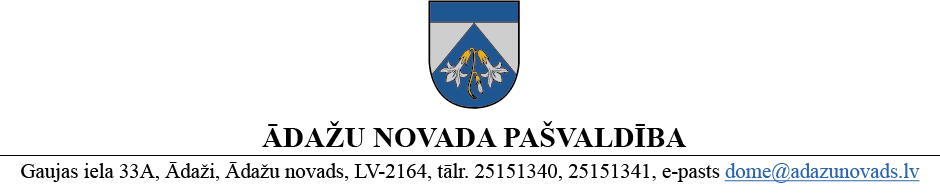 ĀDAŽU NOVADA PAŠVALDĪBA
Gaujas iela 33A, Ādaži, Ādažu novads, LV-2164, tālr. 25151340, 25151341, e-pasts dome@adazunovads.lv